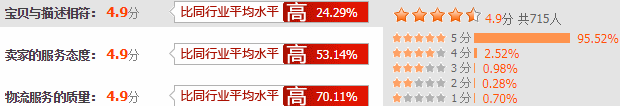 宝贝与描述相符：4.9分 比同行业平均水平 高 24.29%
卖家的服务态度：4.9分 比同行业平均水平 高 53.14%
物流服务的质量：4.9分 比同行业平均水平 高 70.11%
4.9分 共715人
5分 95.52%
4分 2.52%
3分 0.98%
2分 0.28%
1分 0.70%